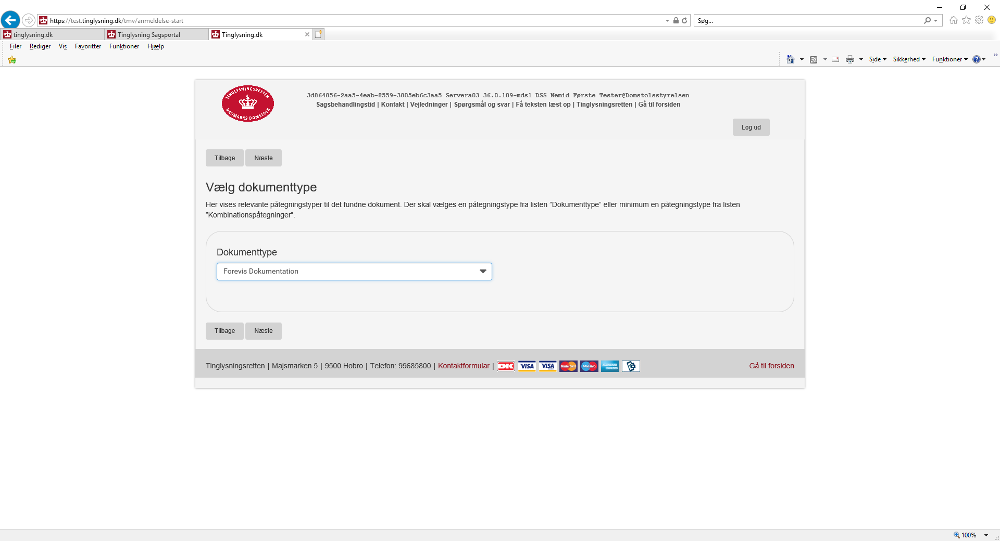 https://test.tinglysning.dk/tmv/anmeldelse-start
Søg...
tinglysning.dk
Tinglysning Sagsportal
Tinglysning.dk
Filer Rediger Vis Favoritter Funktioner Hjælp
Side Sikkerhed Funktioner
TINGLYSNINGSRETTEN
DANMARKS DOMSTOLE
3d864856-2aa5-4eab-8559-3805eb6c3aa5 Servera03 36.0.109-mds1 DSS Nemid Første Tester@Domstolsstyrelsen
Sagsbehandlingstid | Kontakt | Vejledninger | Spørgsmål og svar | Få teksten læst op | Tinglysningsretten | Gå til forsiden
Log ud
Tilbage Næste
Vælg dokumenttype
Her vises relevante påtegningstyper til det fundne dokument. Der skal vælges en påtegningstype fra listen ”Dokumenttype” eller minimum en påtegningstype fra listen
”Kombinationspåtegninger”.
Dokumenttype
Forevis Dokumentation
Tilbage Næste
Tinglysningsretten | Majsmarken 5 | 9500 Hobro | Telefon: 99685800 | Kontaktformular | DK VISA VISA MasterCard Maestro Gå til forsiden
100%